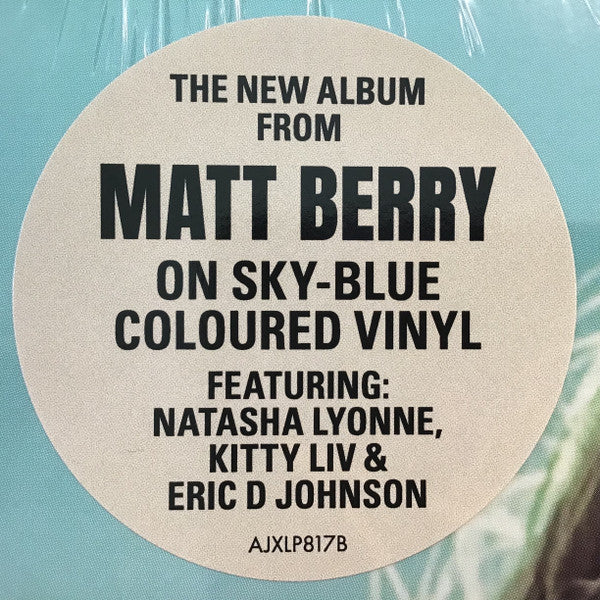 THE NEW ALBUM
FROM
MATT BERRY
ON SKY-BLUE
COLOURED VINYL
FEATURING:
NATASHA LYONNE,
KITTY LIV &
ERIC D JOHNSON
AJXLP817B